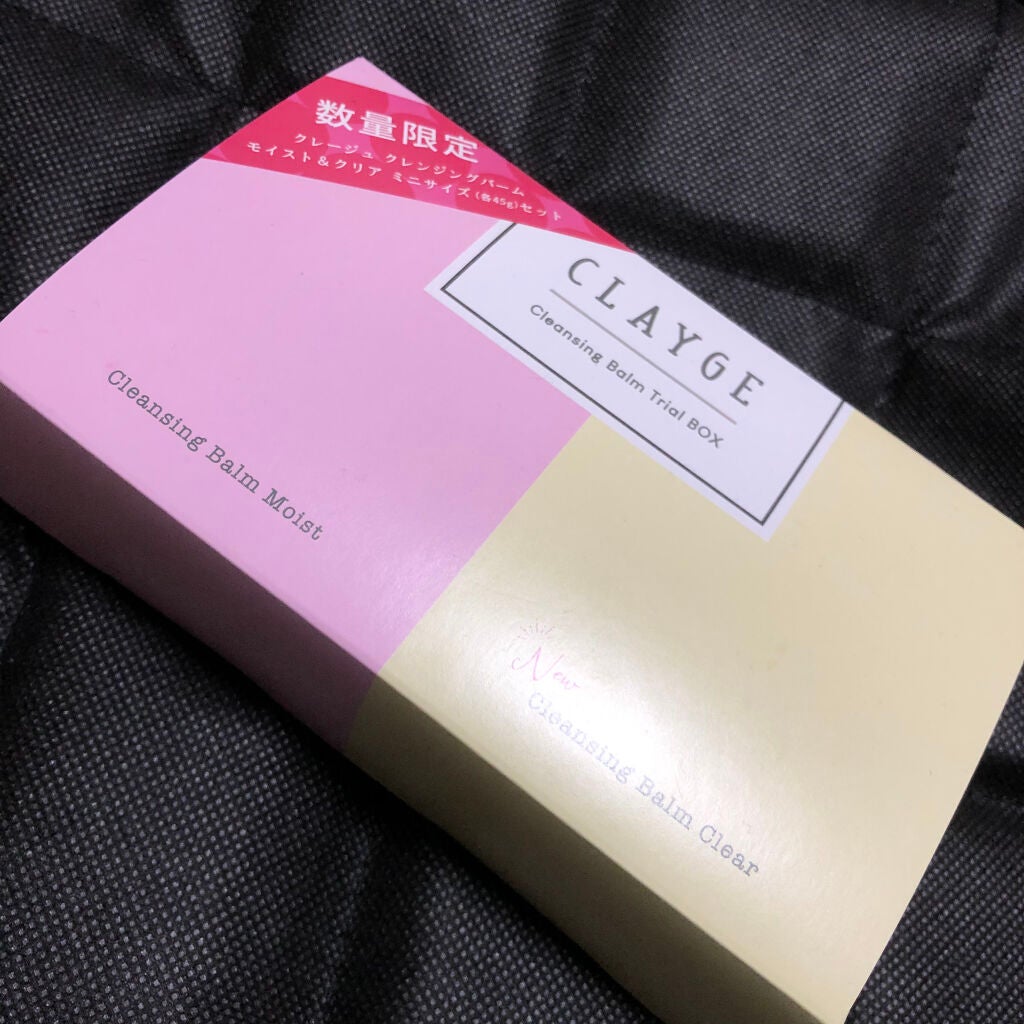 数量限定
クレージュ クレンジングバーム
モイスト&クリア ミニサイズ(各45g)セット
CLAYGE
Cleansing Balm Trial BOX
Cleansing Balm Moist
New
Cleansing Balm Clear